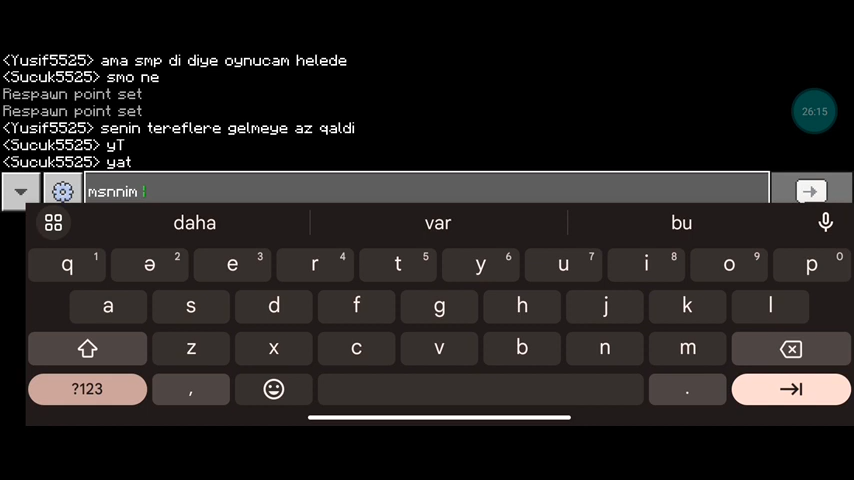 <Yusif5525> ama smp di diye oynucam helede
<Sucuk5525> smo ne
Respawn point set
Respawn point set
<Yusif5525> senin tereflere gelmeye az qaldi
<Sucuk5525> yT
<Sucuk5525> yat
26:15
msnnim
daha var bu
q 1 ə 2 e 3 r 4 t 5 y 6 u 7 i 8 o 9 p 0
a s d f g h j k l
z x c v b n m
?123 , .